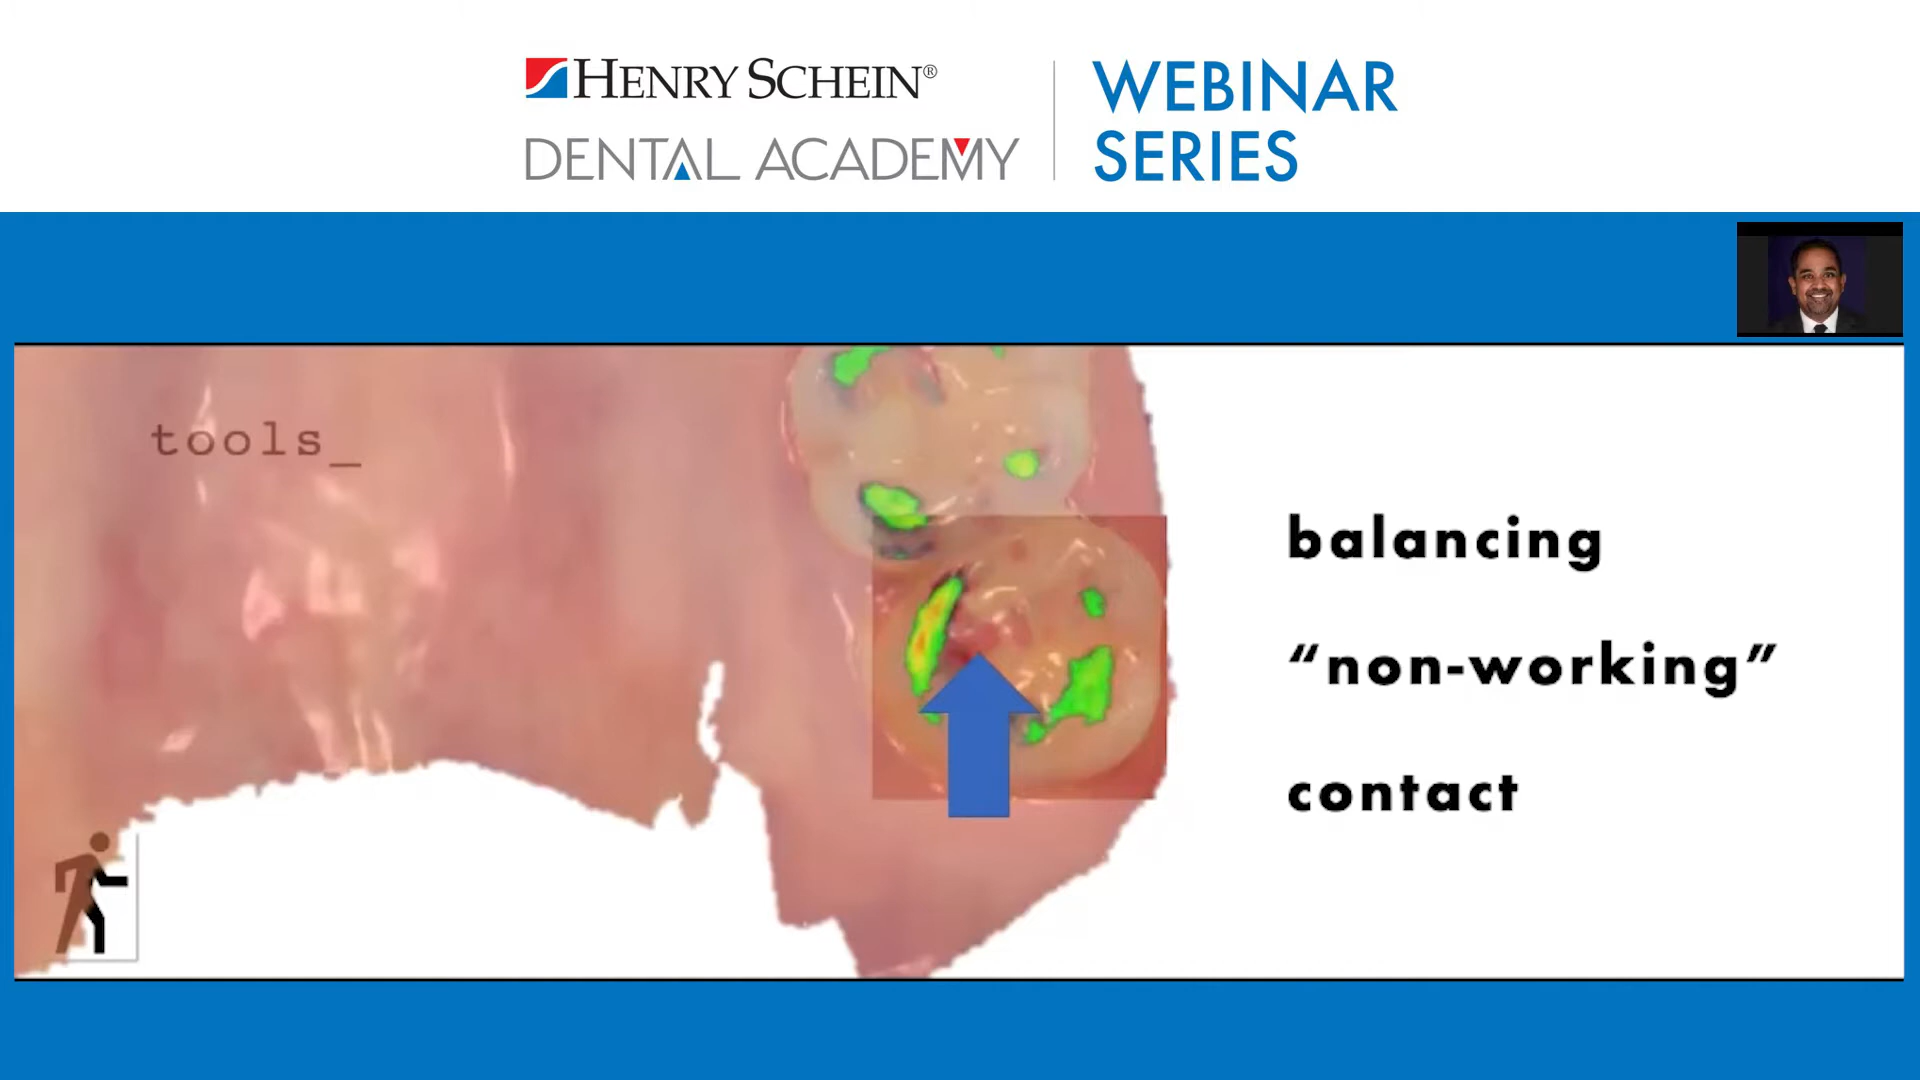 HENRY SCHEIN®
DENTAL ACADEMY
WEBINAR
SERIES
tools_
balancing
“non-working”
contact